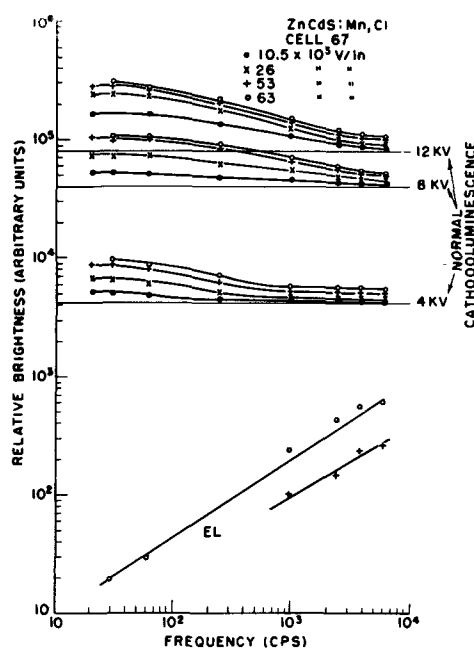 ZnCdS:Mn,Cl
CELL 67
● 10.5 x 10³ V/in
x 26 " "
+ 53 " "
o 63 " "
10⁶
10⁵
10⁴
10³
10²
10
RELATIVE BRIGHTNESS (ARBITRARY UNITS)
12 KV
8 KV
4 KV
NORMAL
CATHODOLUMINESCENCE
EL
10
10²
10³
10⁴
FREQUENCY (CPS)